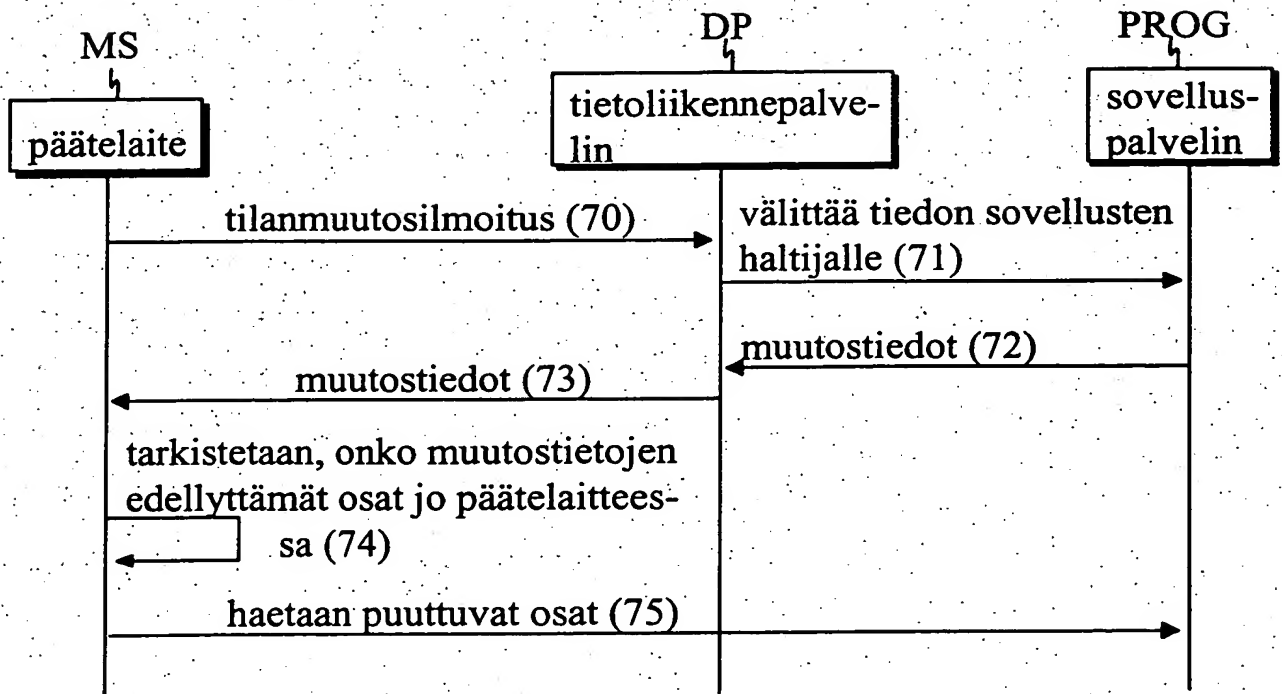 MS
DP
PROG
päätelaite
tietoliikennepalve-
lin
sovellus-
palvelin
tilanmuutosilmoitus (70)
välittää tiedon sovellusten
haltijalle (71)
muutostiedot (72)
muutostiedot (73)
tarkistetaan, onko muutostietojen
edellyttämät osat jo päätelaittees-
sa (74)
haetaan puuttuvat osat (75)